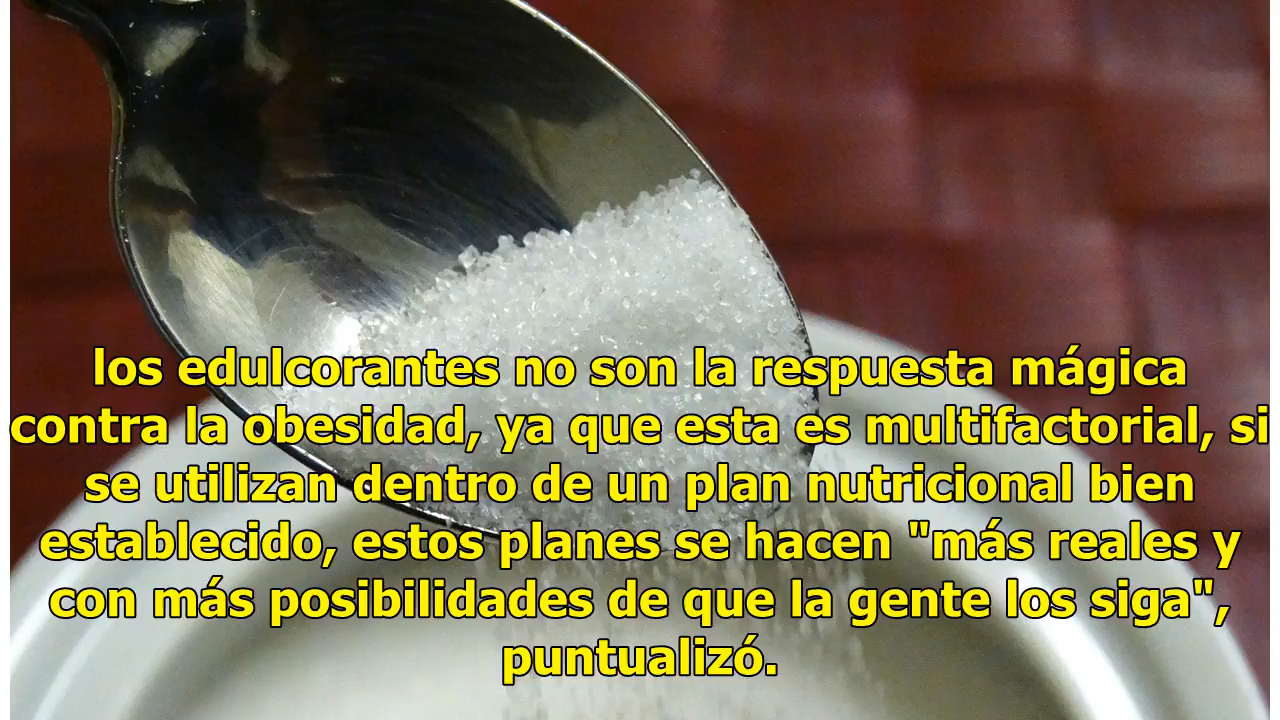 los edulcorantes no son la respuesta mágica
contra la obesidad, ya que esta es multifactorial, si
se utilizan dentro de un plan nutricional bien
establecido, estos planes se hacen "más reales y
con más posibilidades de que la gente los siga",
puntualizó.